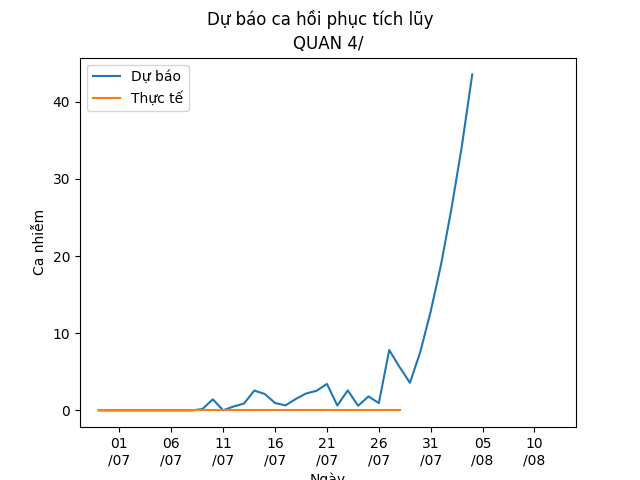 Dự báo ca hồi phục tích lũy
QUAN 4/
Dự báo
Thực tế
Ca nhiễm
40
30
20
10
0
01 06 11 16 21 26 31 05 10
/07 /07 /07 /07 /07 /07 /07 /08 /08
Ngày